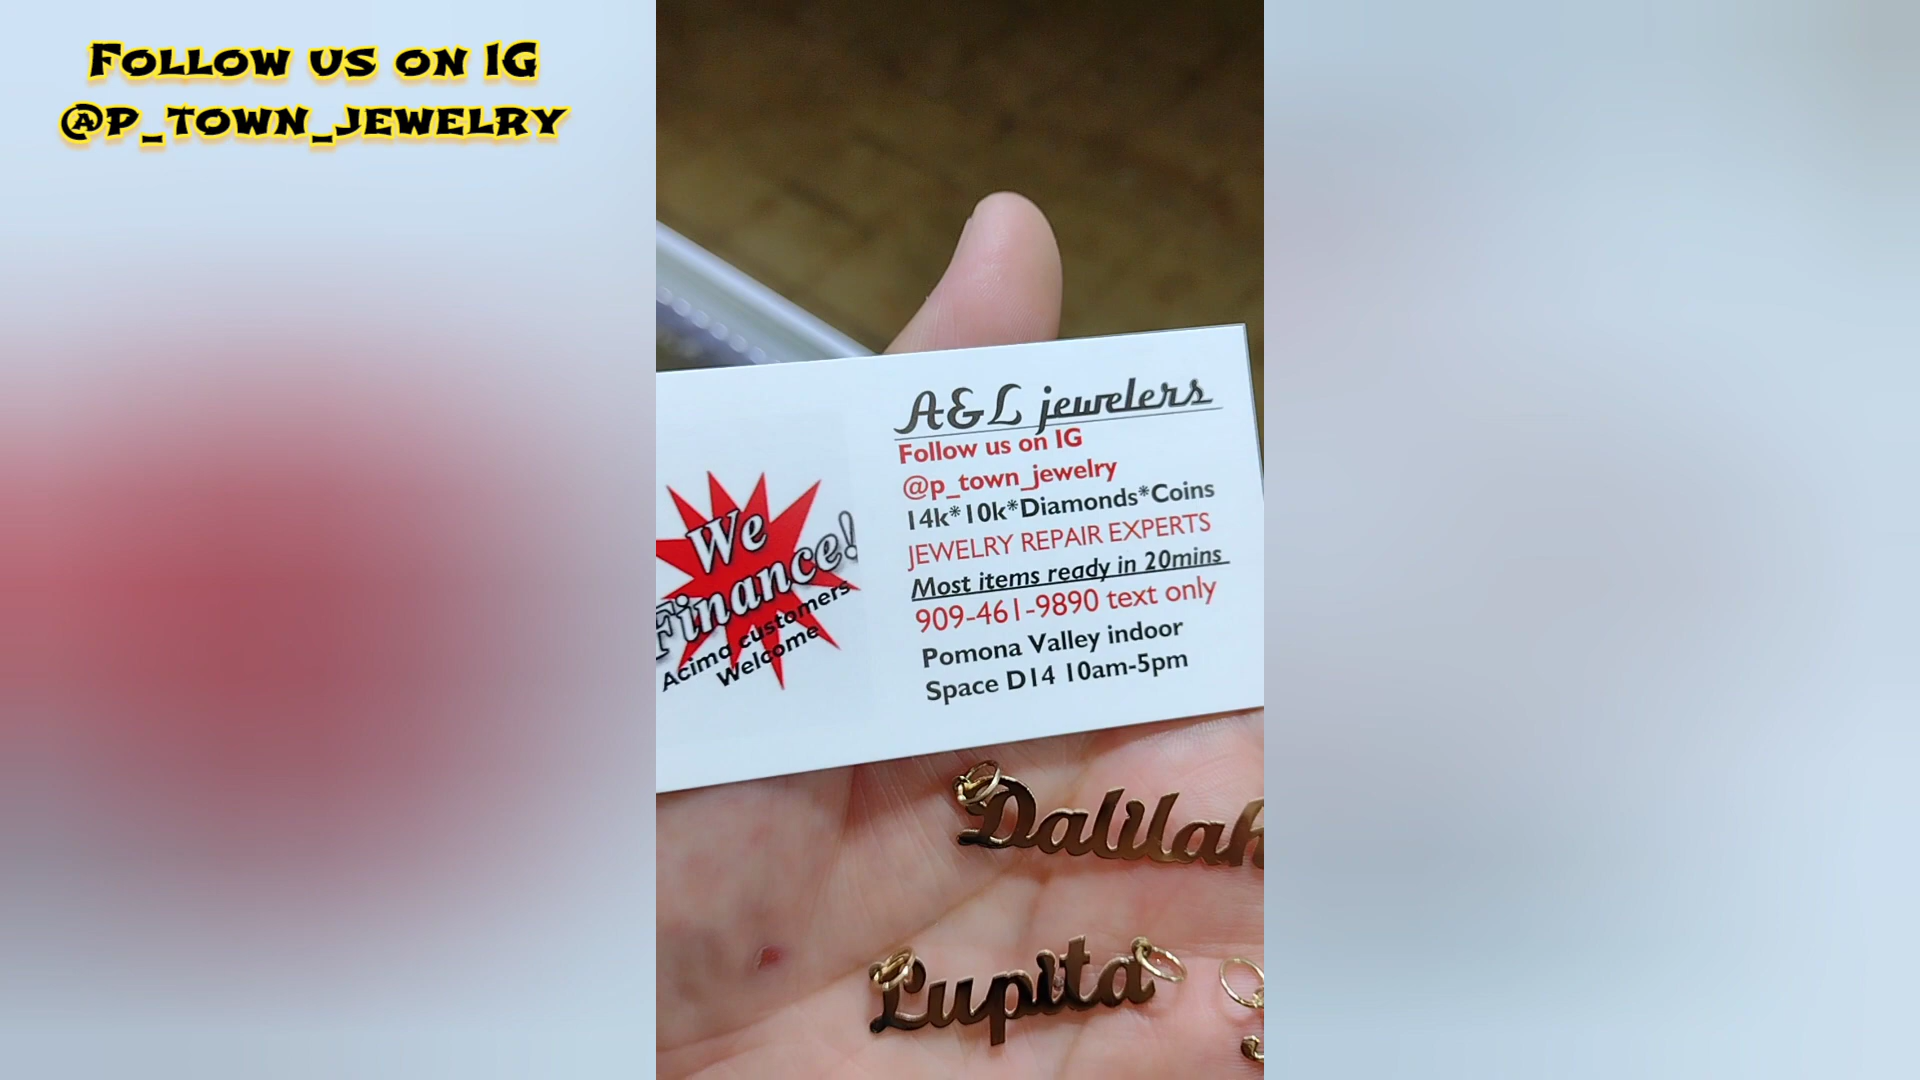 Follow us on IG
@p_town_jewelry
A&L jewelers
Follow us on IG
@p_town_jewelry
14k*10k*Diamonds*Coins
JEWELRY REPAIR EXPERTS
Most items ready in 20mins
909-461-9890 text only
Pomona Valley indoor
Space D14 10am-5pm
We
Finance!
Acima customers
Welcome
Dalilah
Lupita